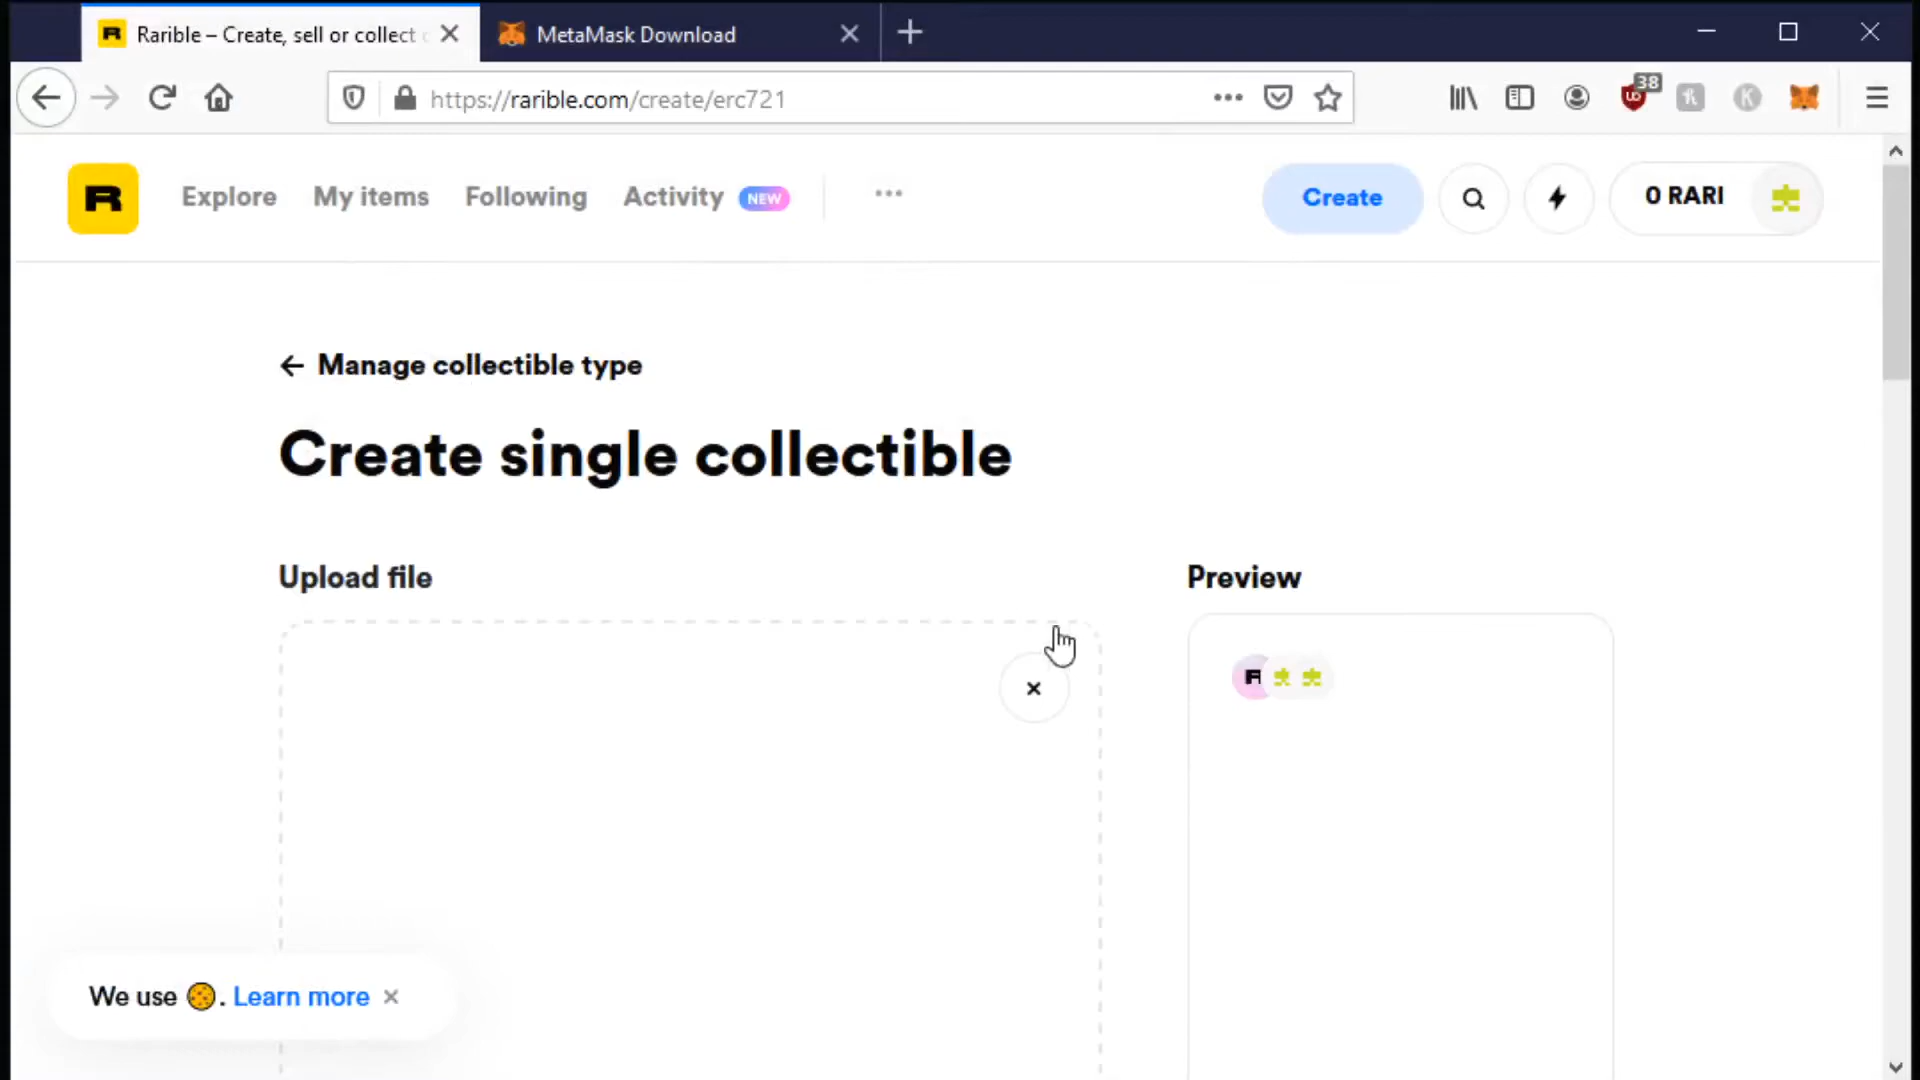 Rarible – Create, sell or collect
MetaMask Download
https://rarible.com/create/erc721
38
Explore
My items
Following
Activity
NEW
Create
0 RARI
Manage collectible type
Create single collectible
Upload file
Preview
We use 🍪. Learn more